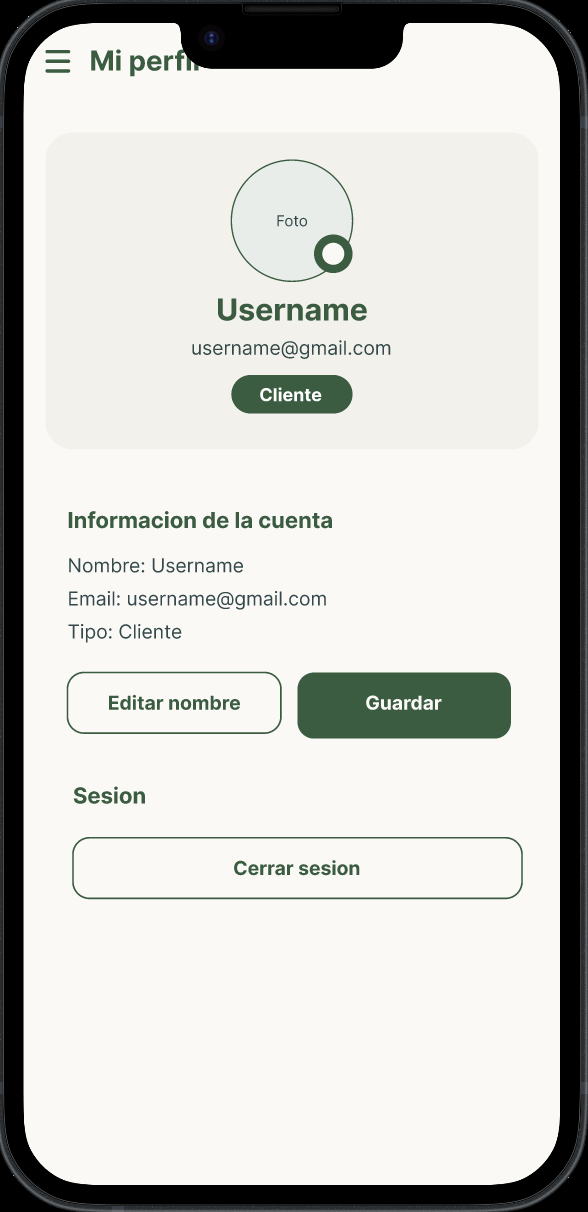 Mi perfil
Foto
Username
username@gmail.com
Cliente
Informacion de la cuenta
Nombre: Username
Email: username@gmail.com
Tipo: Cliente
Editar nombre
Guardar
Sesion
Cerrar sesion